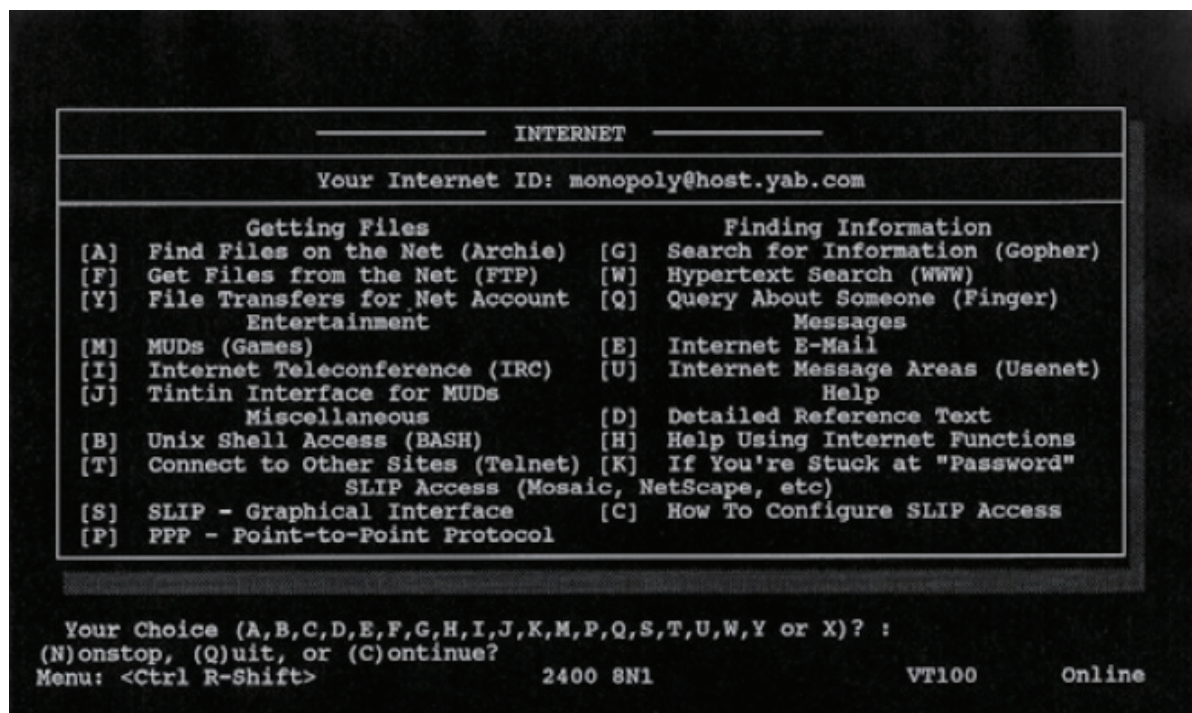 INTERNET
Your Internet ID: monopoly@host.yab.com
Getting Files Finding Information
[A] Find Files on the Net (Archie) [G] Search for Information (Gopher)
[F] Get Files from the Net (FTP) [W] Hypertext Search (WWW)
[Y] File Transfers for Net Account [Q] Query About Someone (Finger)
Entertainment Messages
[M] MUDs (Games) [E] Internet E-Mail
[I] Internet Teleconference (IRC) [U] Internet Message Areas (Usenet)
[J] Tintin Interface for MUDs Help
Miscellaneous [D] Detailed Reference Text
[B] Unix Shell Access (BASH) [H] Help Using Internet Functions
[T] Connect to Other Sites (Telnet) [K] If You're Stuck at "Password"
SLIP Access (Mosaic, NetScape, etc)
[S] SLIP - Graphical Interface [C] How To Configure SLIP Access
[P] PPP - Point-to-Point Protocol
Your Choice (A,B,C,D,E,F,G,H,I,J,K,M,P,Q,S,T,U,W,Y or X)? :
(N)onstop, (Q)uit, or (C)ontinue?
Menu: <Ctrl R-Shift> 2400 8N1 VT100 Online